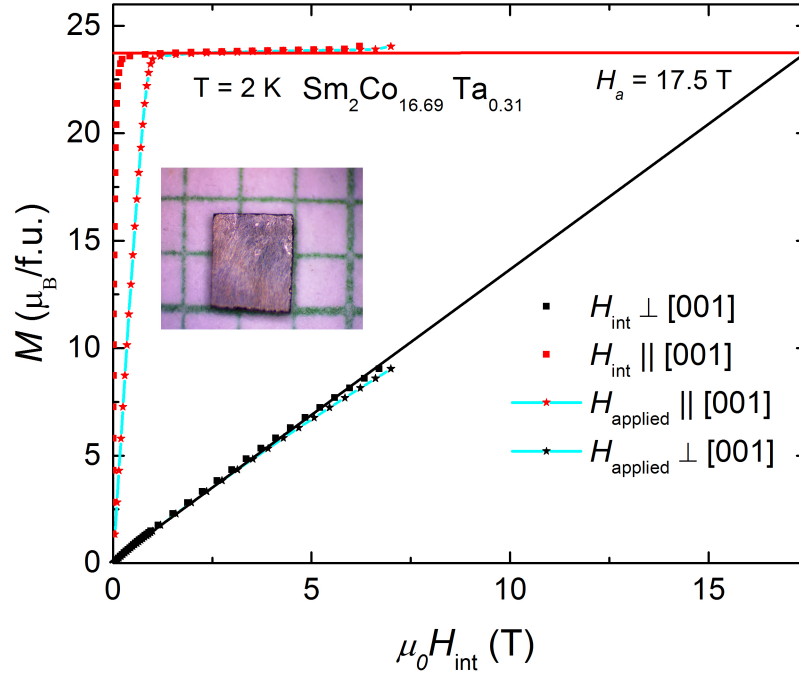 25
20
15
10
5
0
0
5
10
15
M (μB/f.u.)
μ0Hint (T)
T = 2 K Sm2Co16.69 Ta0.31
Ha = 17.5 T
Hint ⊥ [001]
Hint || [001]
Happlied || [001]
Happlied ⊥ [001]